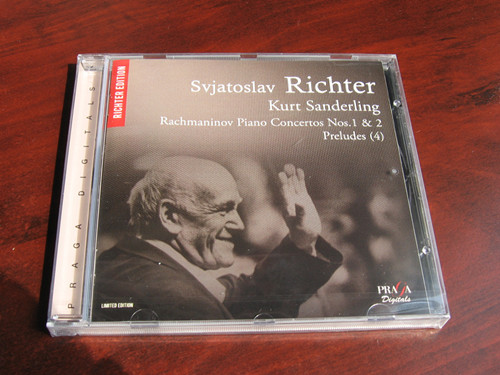 RICHTER EDITION
Svjatoslav Richter
Kurt Sanderling
Rachmaninov Piano Concertos Nos.1 & 2
Preludes (4)
PRAGA DIGITALS
LIMITED EDITION
PRAGA
Digitals